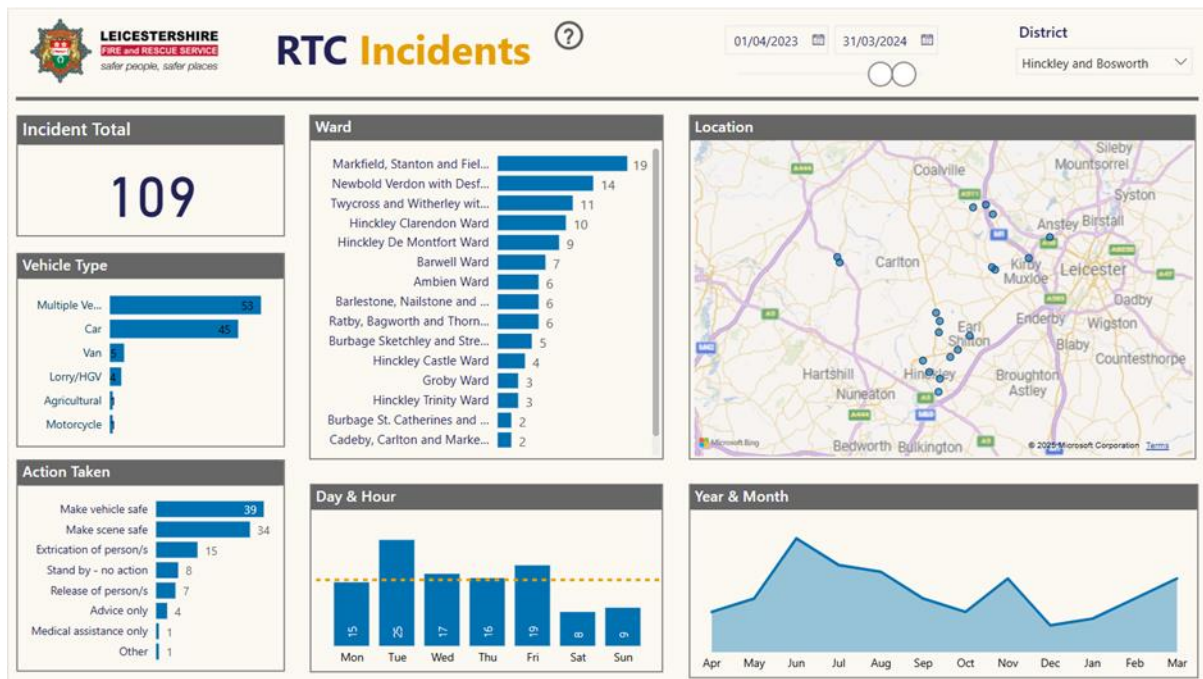 LEICESTERSHIRE
FIRE and RESCUE SERVICE
safer people, safer places
RTC Incidents
?
01/04/2023
31/03/2024
District
Hinckley and Bosworth
Incident Total
109
Vehicle Type
Multiple Ve... 53
Car 45
Van 5
Lorry/HGV 4
Agricultural 1
Motorcycle 1
Action Taken
Make vehicle safe 39
Make scene safe 34
Extrication of person/s 15
Stand by - no action 8
Release of person/s 7
Advice only 4
Medical assistance only 1
Other 1
Ward
Markfield, Stanton and Fiel... 19
Newbold Verdon with Desf... 14
Twycross and Witherley wit... 11
Hinckley Clarendon Ward 10
Hinckley De Montfort Ward 9
Barwell Ward 7
Ambien Ward 6
Barlestone, Nailstone and ... 6
Ratby, Bagworth and Thorn... 6
Burbage Sketchley and Stre... 5
Hinckley Castle Ward 4
Groby Ward 3
Hinckley Trinity Ward 3
Burbage St. Catherines and ... 2
Cadeby, Carlton and Marke... 2
Day & Hour
15 25 17 16 19 8 9
Mon Tue Wed Thu Fri Sat Sun
Location
Sileby
Mountsorrel
Coalville
Syston
Anstey Birstall
Carlton
Kirby
Muxloe
Leicester
Oadby
Enderby
Wigston
Earl
Shilton
Blaby
Countesthorpe
Hartshill
Hinckley
Broughton
Astley
Nuneaton
Bedworth Bulkington
Microsoft Bing
© 2025 Microsoft Corporation Terms
Year & Month
Apr May Jun Jul Aug Sep Oct Nov Dec Jan Feb Mar